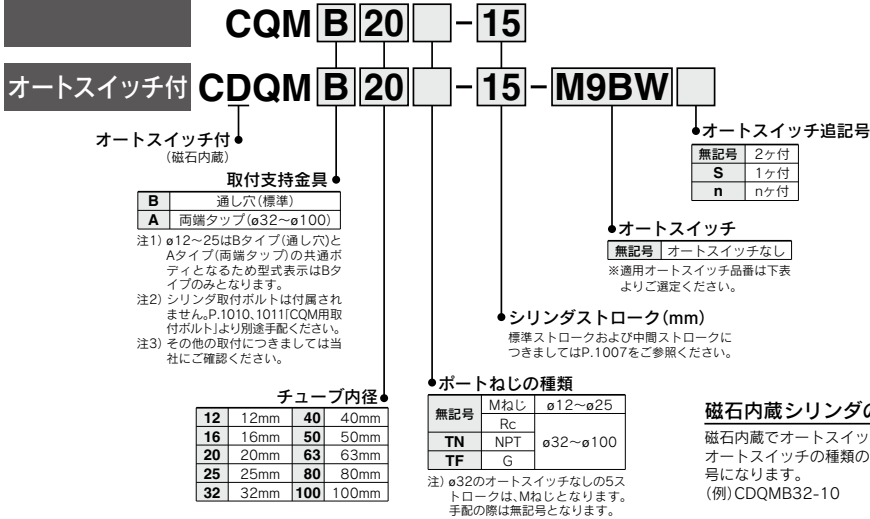 CQM B 20 - 15
オートスイッチ付 CDQM B 20 - 15 - M9BW
オートスイッチ付
(磁石内蔵)
取付支持金具
B 通し穴(標準)
A 両端タップ(ø32~ø100)
注1) ø12~25はBタイプ(通し穴)と
Aタイプ(両端タップ)の共通ボ
ディとなるため型式表示はBタ
イプのみとなります。
注2) シリンダ取付ボルトは付属され
ません。P.1010、1011「CQM用取
付ボルト」より別途手配ください。
注3) その他の取付につきましては当
社にご確認ください。
チューブ内径
12 12mm 40 40mm
16 16mm 50 50mm
20 20mm 63 63mm
25 25mm 80 80mm
32 32mm 100 100mm
ポートねじの種類
無記号 Mねじ ø12~ø25
Rc ø32~ø100
TN NPT
TF G
注) ø32のオートスイッチなしの5ス
トロークは、Mねじとなります。
手配の際は無記号となります。
シリンダストローク(mm)
標準ストロークおよび中間ストロークに
つきましてはP.1007をご参照ください。
オートスイッチ
無記号 オートスイッチなし
※適用オートスイッチ品番は下表
よりご選定ください。
オートスイッチ追記号
無記号 2ケ付
S 1ケ付
n nケ付
磁石内蔵シリンダの
磁石内蔵でオートスイッ
オートスイッチの種類の
号になります。
(例)CDQMB32-10